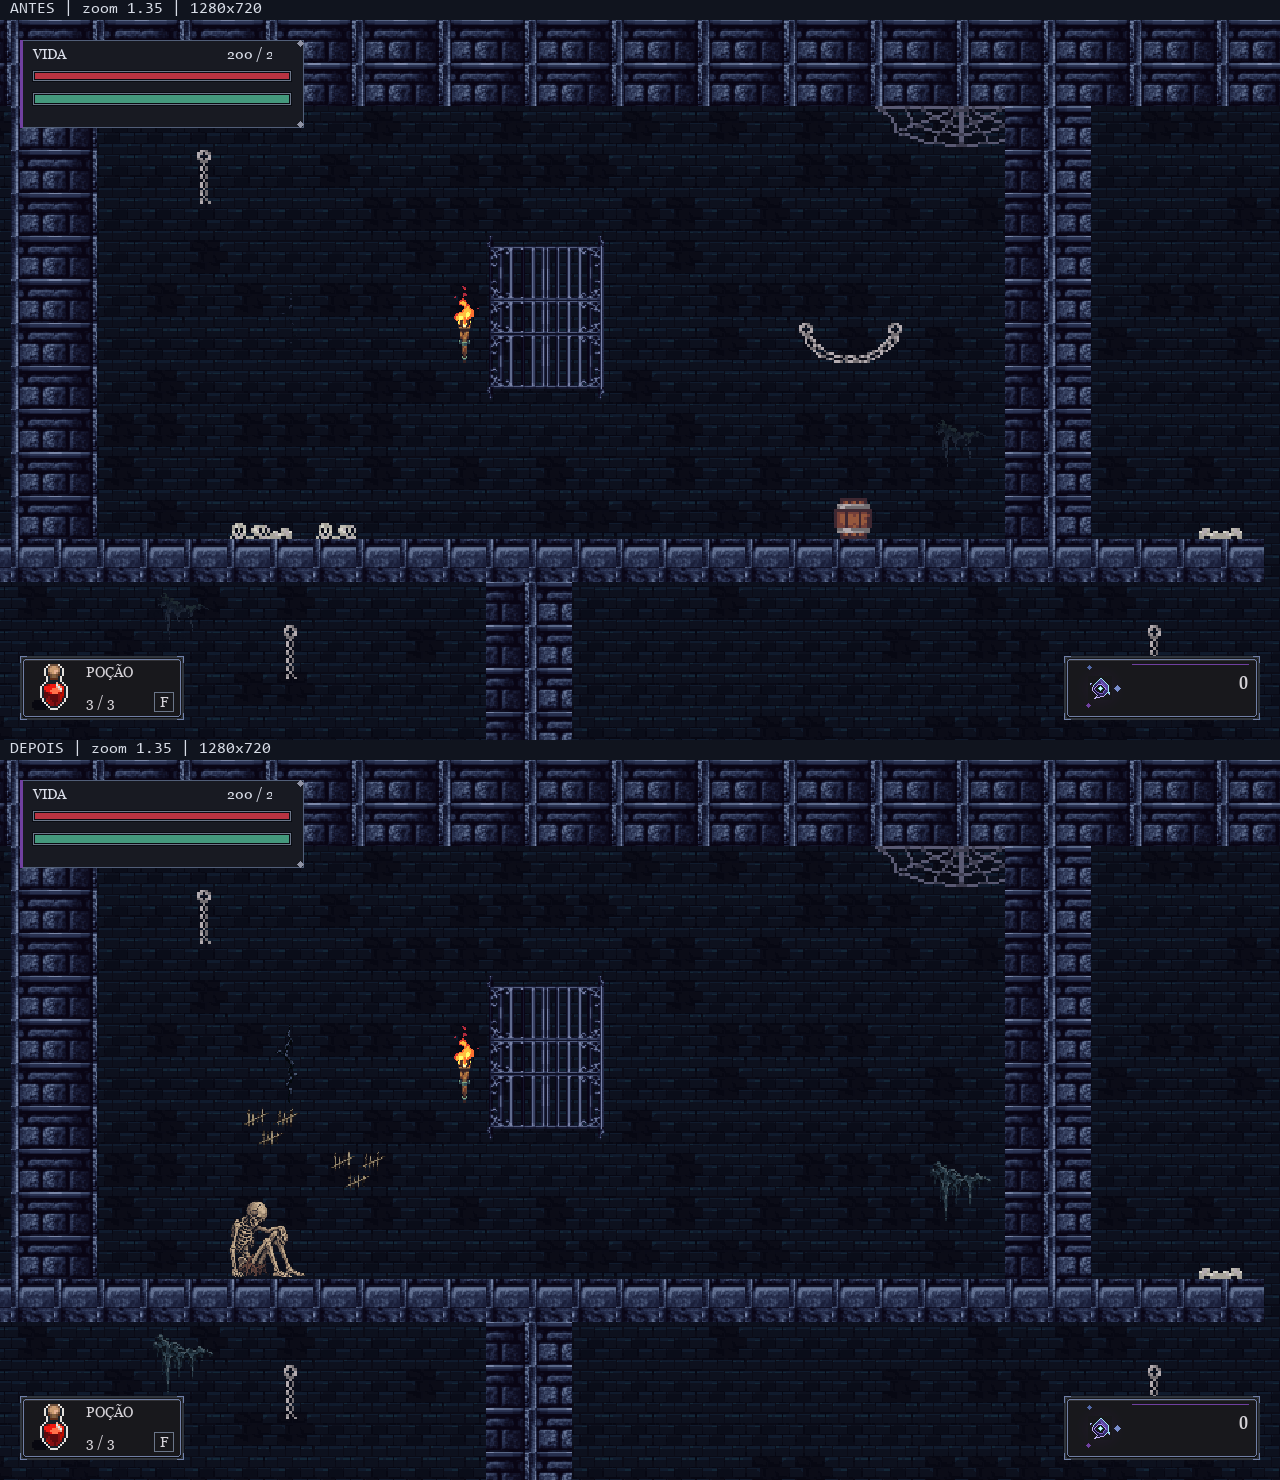 ANTES | zoom 1.35 | 1280x720
VIDA 200 / 2
POÇÃO
3 / 3 F
0
DEPOIS | zoom 1.35 | 1280x720
VIDA 200 / 2
POÇÃO
3 / 3 F
0